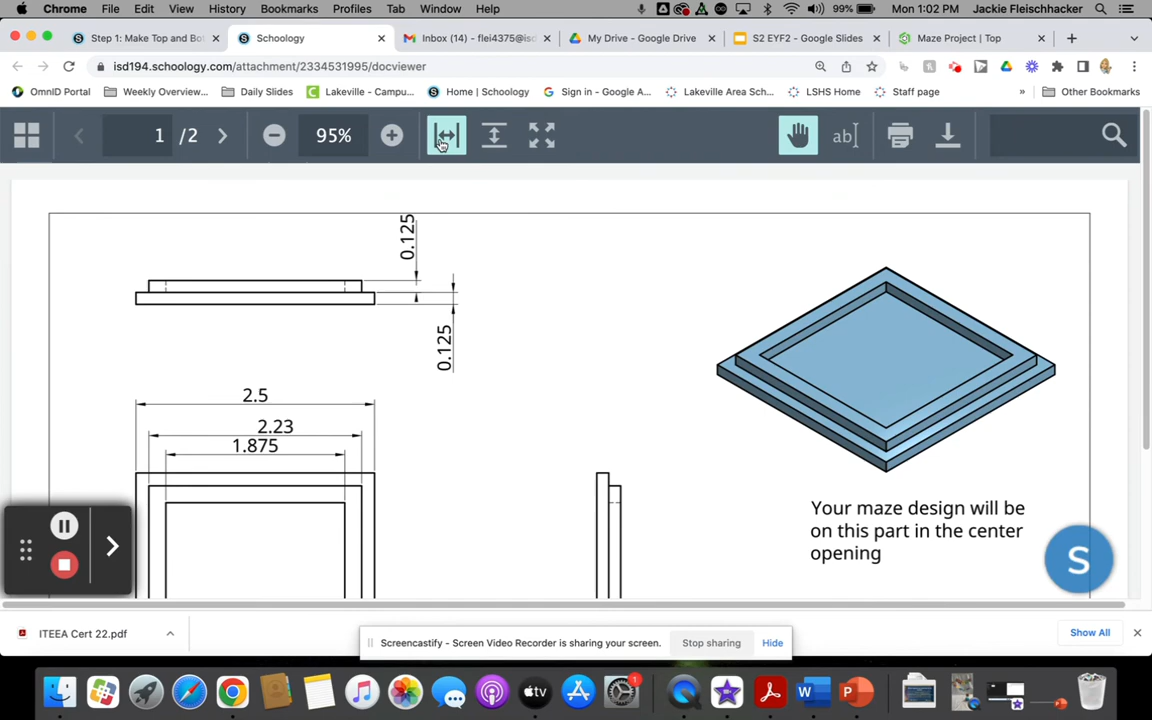 Chrome File Edit View History Bookmarks Profiles Tab Window Help 99% Mon 1:02 PM Jackie Fleischhacker
Step 1: Make Top and Bot
Schoology
Inbox (14) - flei4375@isd
My Drive - Google Drive
S2 EYF2 - Google Slides
Maze Project | Top
isd194.schoology.com/attachment/2334531995/docviewer
OmnID Portal
Weekly Overview...
Daily Slides
Lakeville - Campu...
Home | Schoology
Sign in - Google A...
Lakeville Area Sch...
LSHS Home
Staff page
»
Other Bookmarks
1 /2
95%
ab
0.125
0.125
2.5
2.23
1.875
Your maze design will be
on this part in the center
opening
S
ITEEA Cert 22.pdf
Show All
Screencastify - Screen Video Recorder is sharing your screen.
Stop sharing
Hide
1